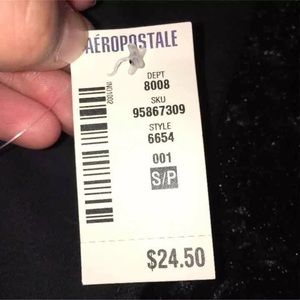 AÉROPOSTALE
DEPT
8008
SKU
95867309
STYLE
6654
001
S/P
$24.50